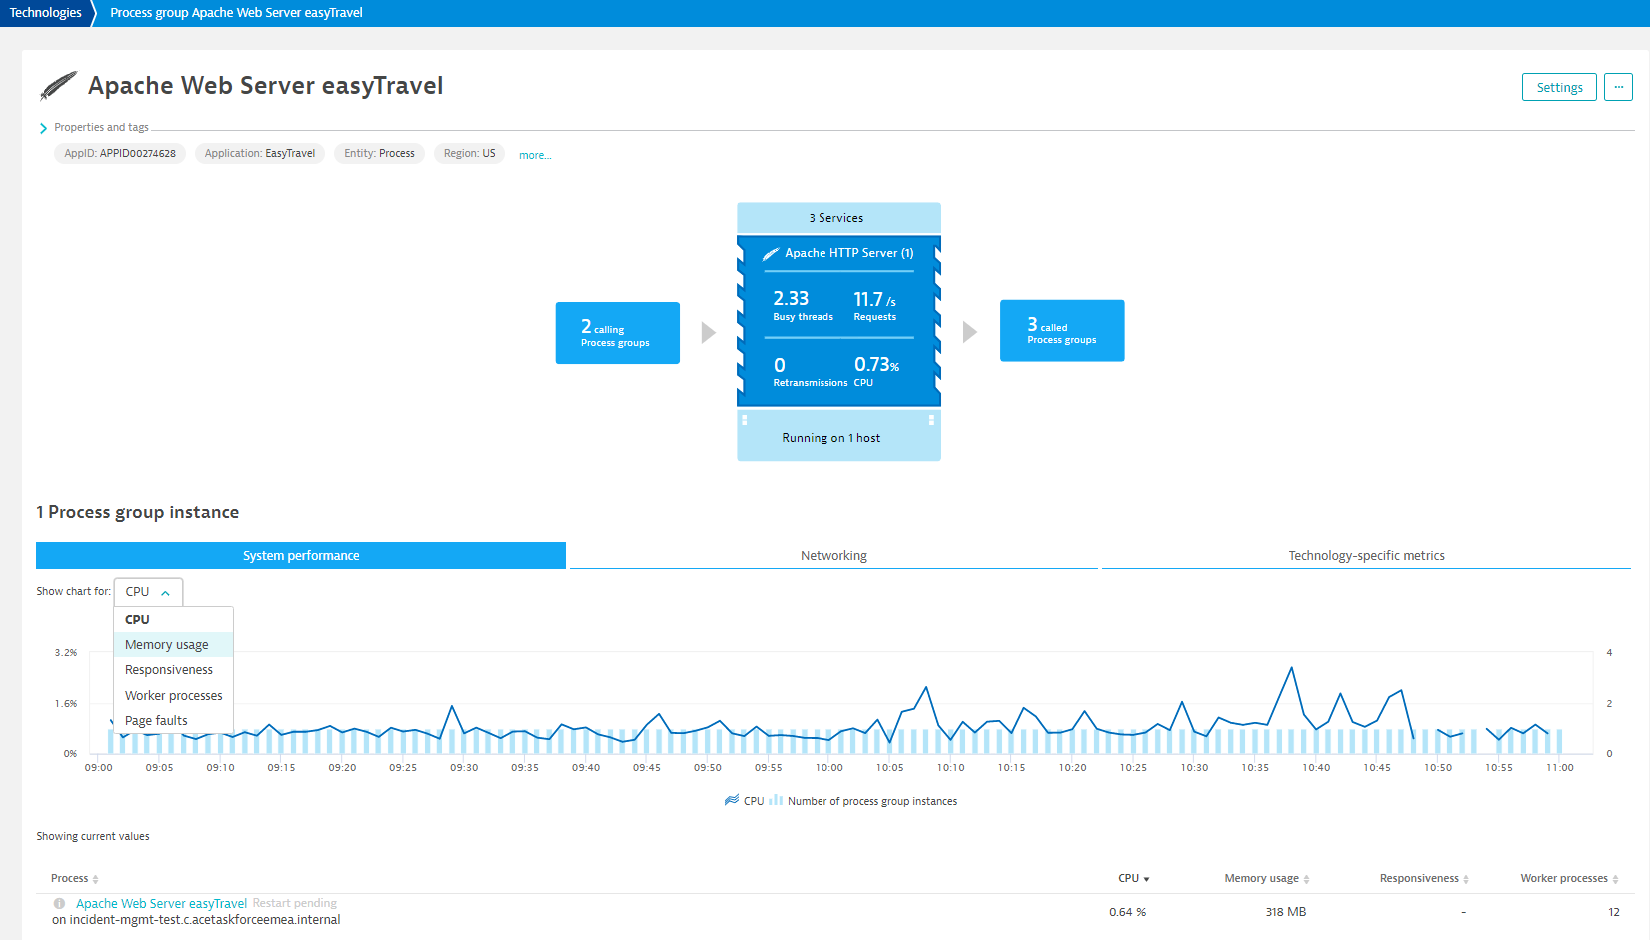 Technologies Process group Apache Web Server easyTravel
Apache Web Server easyTravel
Settings ...
Properties and tags
AppID: APPID00274628 Application: EasyTravel Entity: Process Region: US more...
3 Services
Apache HTTP Server (1)
2.33 11.7 /s
Busy threads Requests
0 0.73%
Retransmissions CPU
2 calling
Process groups
3 called
Process groups
Running on 1 host
1 Process group instance
System performance Networking Technology-specific metrics
Show chart for: CPU
CPU
Memory usage
Responsiveness
Worker processes
Page faults
3.2% 4
1.6% 2
0% 0
09:00 09:05 09:10 09:15 09:20 09:25 09:30 09:35 09:40 09:45 09:50 09:55 10:00 10:05 10:10 10:15 10:20 10:25 10:30 10:35 10:40 10:45 10:50 10:55 11:00
CPU Number of process group instances
Showing current values
Process CPU Memory usage Responsiveness Worker processes
Apache Web Server easyTravel Restart pending
on incident-mgmt-test.c.acetaskforceemea.internal
0.64 % 318 MB - 12